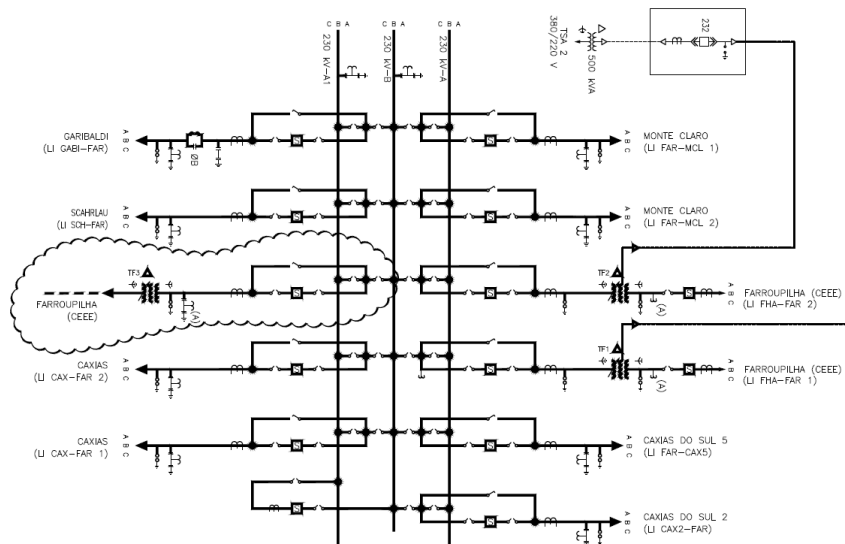 C B A
C B A
230 kV-A1
230 kV-B
230 kV-A
TSA 2
380/220 V
500 kVA
232
GARIBALDI
(LI GABI-FAR)
A B C
ØB
A B C
MONTE CLARO
(LI FAR-MCL 1)
SCAHRLAU
(LI SCH-FAR)
A B C
A B C
MONTE CLARO
(LI FAR-MCL 2)
TF3
(A)
FARROUPILHA
(CEEE)
TF2
(A)
A B C
FARROUPILHA (CEEE)
(LI FHA-FAR 2)
CAXIAS
(LI CAX-FAR 2)
A B C
TF1
(A)
A B C
FARROUPILHA (CEEE)
(LI FHA-FAR 1)
CAXIAS
(LI CAX-FAR 1)
A B C
A B C
CAXIAS DO SUL 5
(LI FAR-CAX5)
A B C
CAXIAS DO SUL 2
(LI CAX2-FAR)